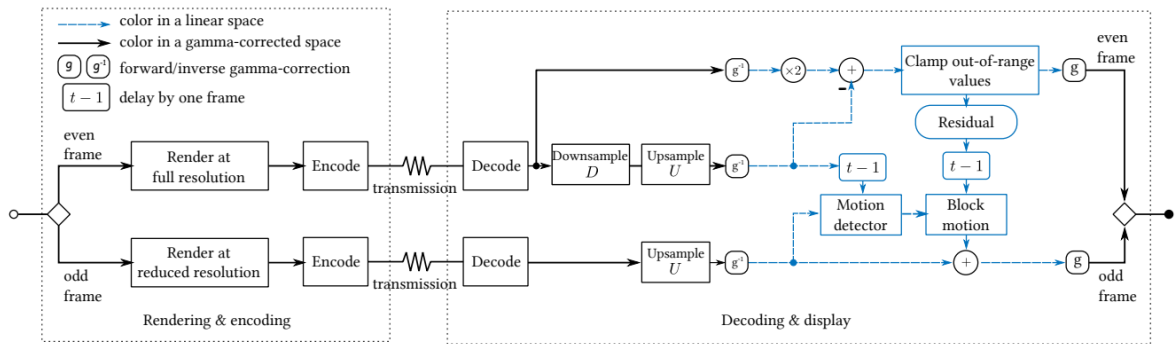 color in a linear space
color in a gamma-corrected space
g g⁻¹ forward/inverse gamma-correction
t − 1 delay by one frame
even
frame
Render at
full resolution
Encode
transmission
Decode
Downsample
D
Upsample
U
g⁻¹
g⁻¹
×2
+
-
Clamp out-of-range
values
g
even
frame
Residual
t − 1
t − 1
Motion
detector
Block
motion
odd
frame
Render at
reduced resolution
Encode
transmission
Decode
Upsample
U
g⁻¹
+
g
odd
frame
Rendering & encoding
Decoding & display